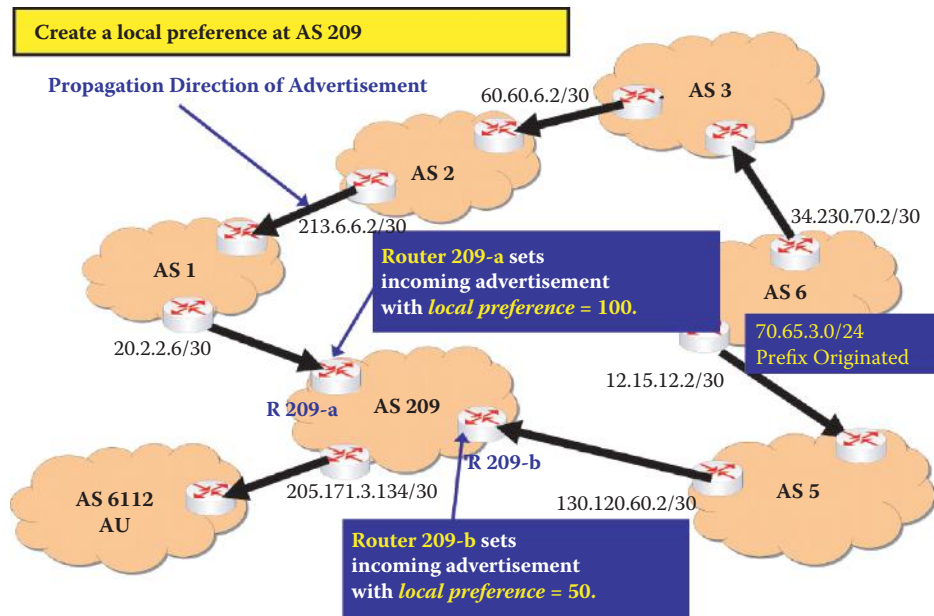 Create a local preference at AS 209
Propagation Direction of Advertisement
60.60.6.2/30
AS 3
AS 2
213.6.6.2/30
34.230.70.2/30
AS 1
Router 209-a sets
incoming advertisement
with local preference = 100.
AS 6
70.65.3.0/24
Prefix Originated
20.2.2.6/30
12.15.12.2/30
R 209-a
AS 209
R 209-b
205.171.3.134/30
AS 6112
AU
130.120.60.2/30
AS 5
Router 209-b sets
incoming advertisement
with local preference = 50.